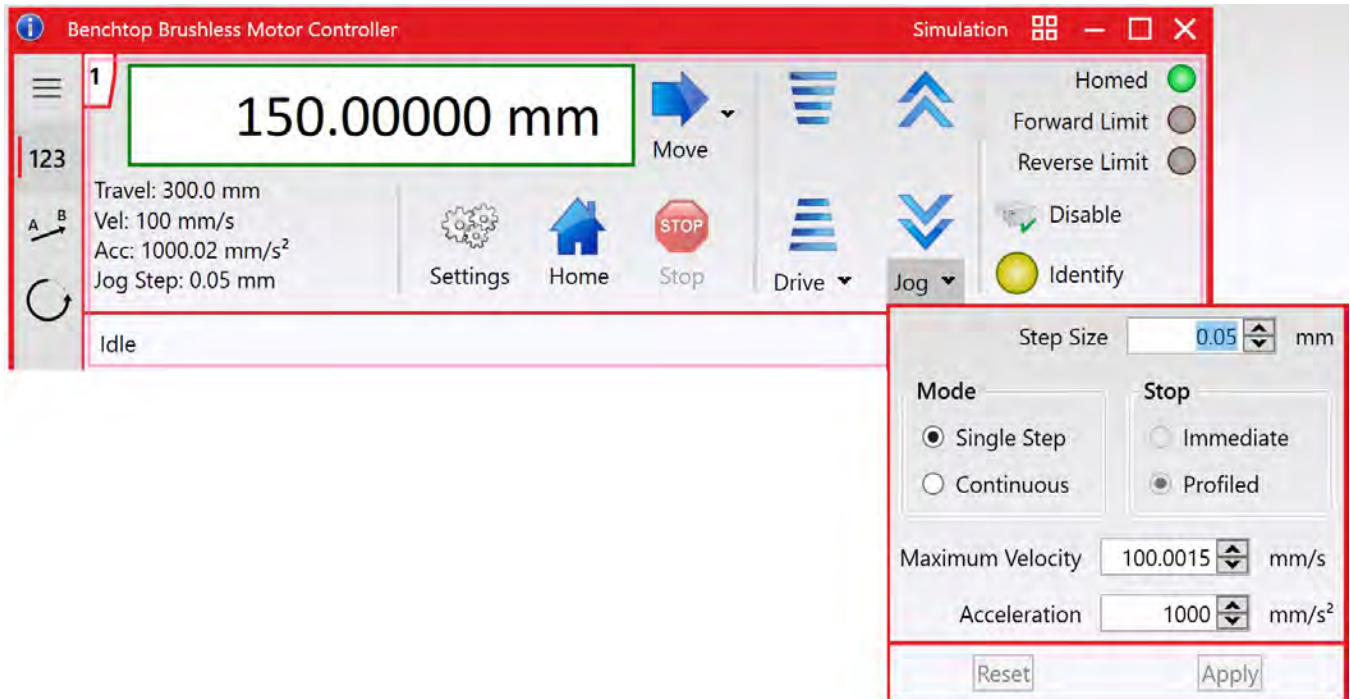 Benchtop Brushless Motor Controller
Simulation
1
150.00000 mm
Move
Homed
Forward Limit
Reverse Limit
123
A B
Travel: 300.0 mm
Vel: 100 mm/s
Acc: 1000.02 mm/s²
Jog Step: 0.05 mm
Settings
Home
STOP
Stop
Drive
Jog
Disable
Identify
Idle
Step Size 0.05 mm
Mode
Single Step
Continuous
Stop
Immediate
Profiled
Maximum Velocity 100.0015 mm/s
Acceleration 1000 mm/s²
Reset
Apply